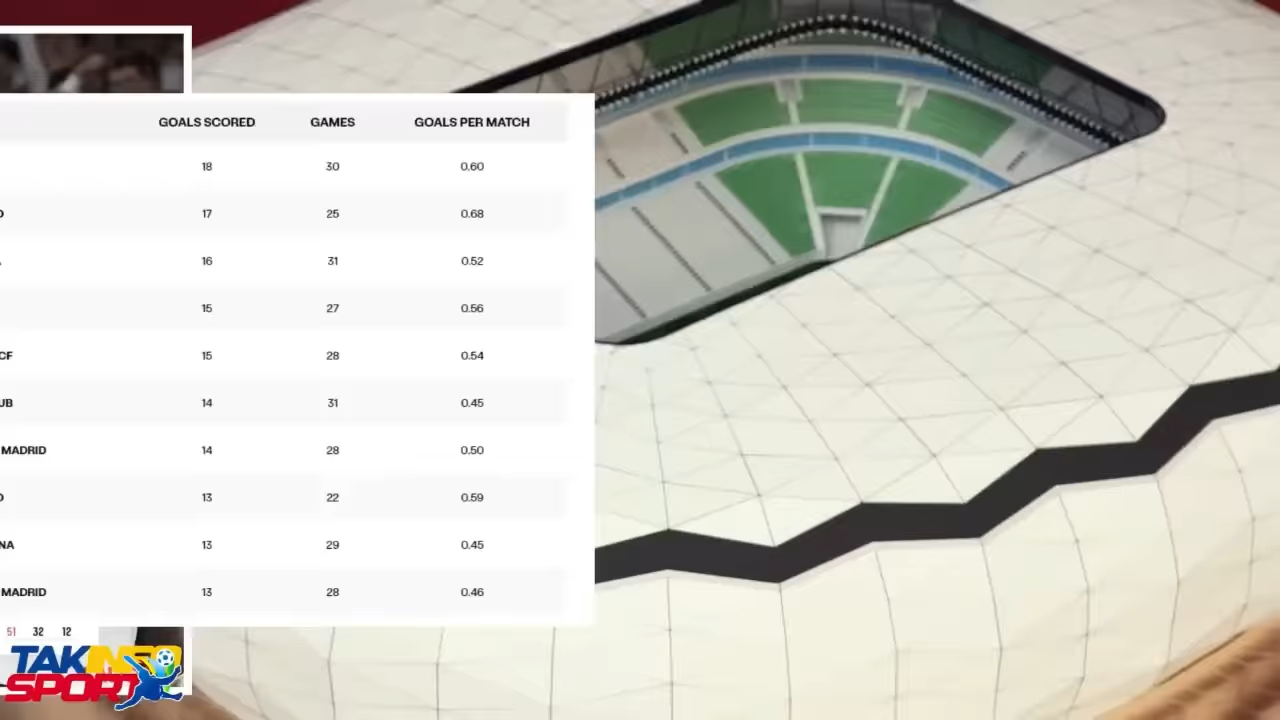 GOALS SCORED GAMES GOALS PER MATCH
18 30 0.60
17 25 0.68
16 31 0.52
15 27 0.56
CF 15 28 0.54
UB 14 31 0.45
MADRID 14 28 0.50
13 22 0.59
NA 13 29 0.45
MADRID 13 28 0.46
51 32 12
TAKINFO
SPORT